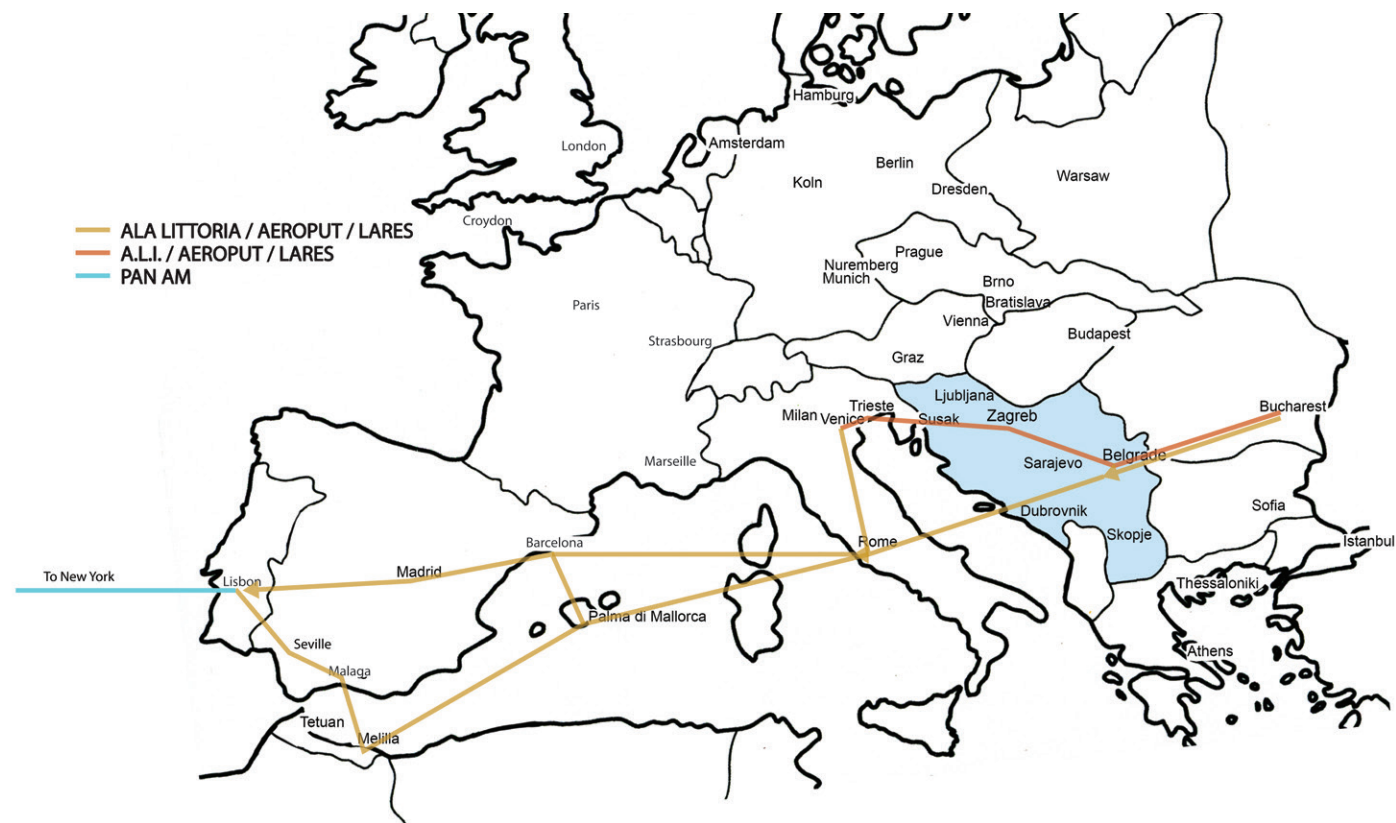 Hamburg
London
Amsterdam
Berlin
Koln
Warsaw
Dresden
Croydon
ALA LITTORIA / AEROPUT / LARES
A.L.I. / AEROPUT / LARES
PAN AM
Prague
Nuremberg
Munich
Brno
Bratislava
Paris
Vienna
Budapest
Strasbourg
Graz
Ljubljana
Trieste
Milan
Venice
Susak
Zagreb
Bucharest
Marseille
Sarajevo
Belgrade
Dubrovnik
Sofia
Skopje
Rome
Barcelona
Istanbul
To New York
Lisbon
Madrid
Thessaloniki
Palma di Mallorca
Seville
Athens
Malaga
Tetuan
Melilla